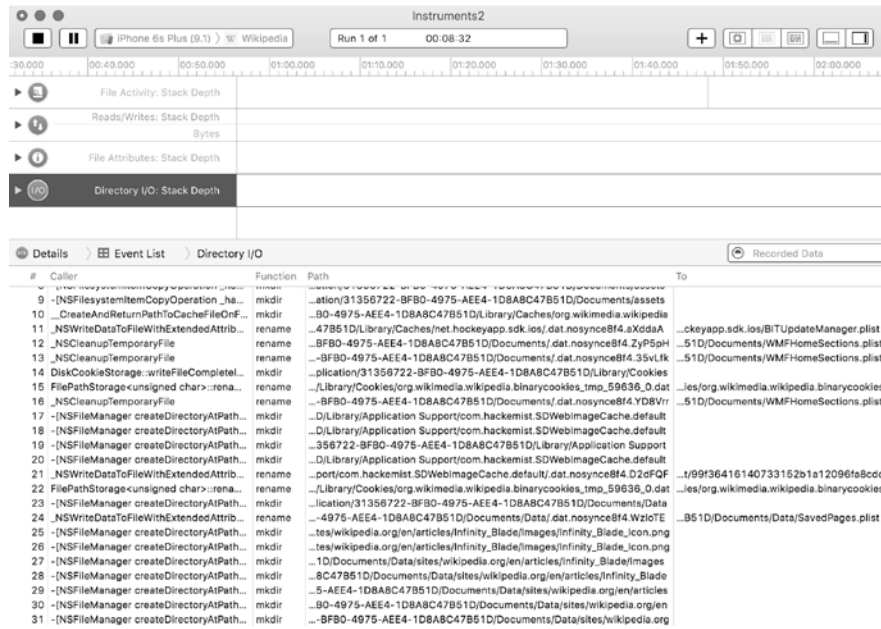 Instruments2
iPhone 6s Plus (9.1) Wikipedia Run 1 of 1 00:08:32
:30.000 00:40.000 00:50.000 01:00.000 01:10.000 01:20.000 01:30.000 01:40.000 01:50.000 02:00.000
File Activity: Stack Depth
Reads/Writes: Stack Depth
Bytes
File Attributes: Stack Depth
I/O Directory I/O: Stack Depth
Details Event List Directory I/O Recorded Data
# Caller Function Path To
9 -[NSFilesystemItemCopyOperation _ha... mkdir ...ation/31356722-BFB0-4975-AEE4-1D8A8C47B51D/Documents/assets
10 __CreateAndReturnPathToCacheFileOnF... mkdir ...B0-4975-AEE4-1D8A8C47B51D/Library/Caches/org.wikimedia.wikipedia
11 _NSWriteDataToFileWithExtendedAttrib... rename ...47B51D/Library/Caches/net.hockeyapp.sdk.ios/.dat.nosynce8f4.aXddaA ...ckeyapp.sdk.ios/BITUpdateManager.plist
12 _NSCleanupTemporaryFile rename ...BFB0-4975-AEE4-1D8A8C47B51D/Documents/.dat.nosynce8f4.ZyP5pH ...51D/Documents/WMFHomeSections.plist
13 _NSCleanupTemporaryFile rename ...-BFB0-4975-AEE4-1D8A8C47B51D/Documents/.dat.nosynce8f4.35vLfk ...51D/Documents/WMFHomeSections.plist
14 DiskCookieStorage::writeFileCompletel... mkdir ...plication/31356722-BFB0-4975-AEE4-1D8A8C47B51D/Library/Cookies
15 FilePathStorage<unsigned char>::rena... rename .../Library/Cookies/org.wikimedia.wikipedia.binarycookies_tmp_59636_0.dat ...ies/org.wikimedia.wikipedia.binarycookies
16 _NSCleanupTemporaryFile rename ...-BFB0-4975-AEE4-1D8A8C47B51D/Documents/.dat.nosynce8f4.YD8Vrr ...51D/Documents/WMFHomeSections.plist
17 -[NSFileManager createDirectoryAtPath... mkdir ...D/Library/Application Support/com.hackemist.SDWebImageCache.default
18 -[NSFileManager createDirectoryAtPath... mkdir ...D/Library/Application Support/com.hackemist.SDWebImageCache.default
19 -[NSFileManager createDirectoryAtPath... mkdir ...356722-BFB0-4975-AEE4-1D8A8C47B51D/Library/Application Support
20 -[NSFileManager createDirectoryAtPath... mkdir ...D/Library/Application Support/com.hackemist.SDWebImageCache.default
21 _NSWriteDataToFileWithExtendedAttrib... rename ...port/com.hackemist.SDWebImageCache.default/.dat.nosynce8f4.D2dFQF ...t/99f36416140733152b1a12096fa8cdc
22 FilePathStorage<unsigned char>::rena... rename .../Library/Cookies/org.wikimedia.wikipedia.binarycookies_tmp_59636_0.dat ...ies/org.wikimedia.wikipedia.binarycookies
23 -[NSFileManager createDirectoryAtPath... mkdir ...lication/31356722-BFB0-4975-AEE4-1D8A8C47B51D/Documents/Data
24 _NSWriteDataToFileWithExtendedAttrib... rename ...-4975-AEE4-1D8A8C47B51D/Documents/Data/.dat.nosynce8f4.WzIoTE ...B51D/Documents/Data/SavedPages.plist
25 -[NSFileManager createDirectoryAtPath... mkdir ...tes/wikipedia.org/en/articles/Infinity_Blade/Images/Infinity_Blade_Icon.png
26 -[NSFileManager createDirectoryAtPath... mkdir ...tes/wikipedia.org/en/articles/Infinity_Blade/Images/Infinity_Blade_Icon.png
27 -[NSFileManager createDirectoryAtPath... mkdir ...1D/Documents/Data/sites/wikipedia.org/en/articles/Infinity_Blade/Images
28 -[NSFileManager createDirectoryAtPath... mkdir ...8C47B51D/Documents/Data/sites/wikipedia.org/en/articles/Infinity_Blade
29 -[NSFileManager createDirectoryAtPath... mkdir ...5-AEE4-1D8A8C47B51D/Documents/Data/sites/wikipedia.org/en/articles
30 -[NSFileManager createDirectoryAtPath... mkdir ...B0-4975-AEE4-1D8A8C47B51D/Documents/Data/sites/wikipedia.org/en
31 -[NSFileManager createDirectoryAtPath... mkdir ...-BFB0-4975-AEE4-1D8A8C47B51D/Documents/Data/sites/wikipedia.org